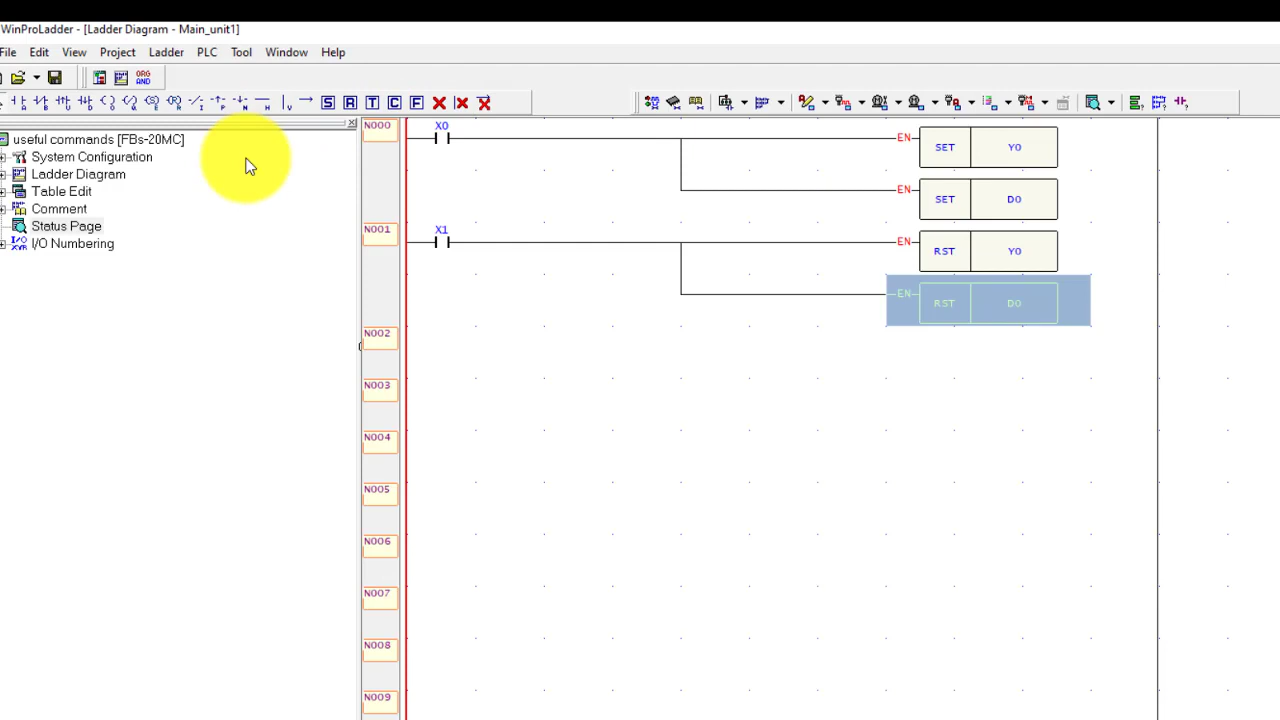 WinProLadder - [Ladder Diagram - Main_unit1]
File Edit View Project Ladder PLC Tool Window Help
ORG
AND
S R T C F
useful commands [FBs-20MC]
System Configuration
Ladder Diagram
Table Edit
Comment
Status Page
I/O Numbering
N000 X0 EN SET Y0
EN SET D0
N001 X1 EN RST Y0
EN RST D0
N002
N003
N004
N005
N006
N007
N008
N009